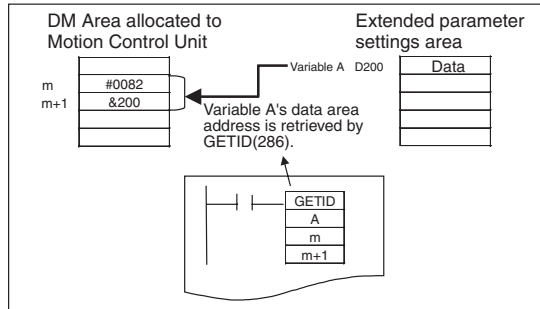 DM Area allocated to
Motion Control Unit
Extended parameter
settings area
Variable A D200 Data
m #0082
m+1 &200
Variable A's data area
address is retrieved by
GETID(286).
GETID
A
m
m+1